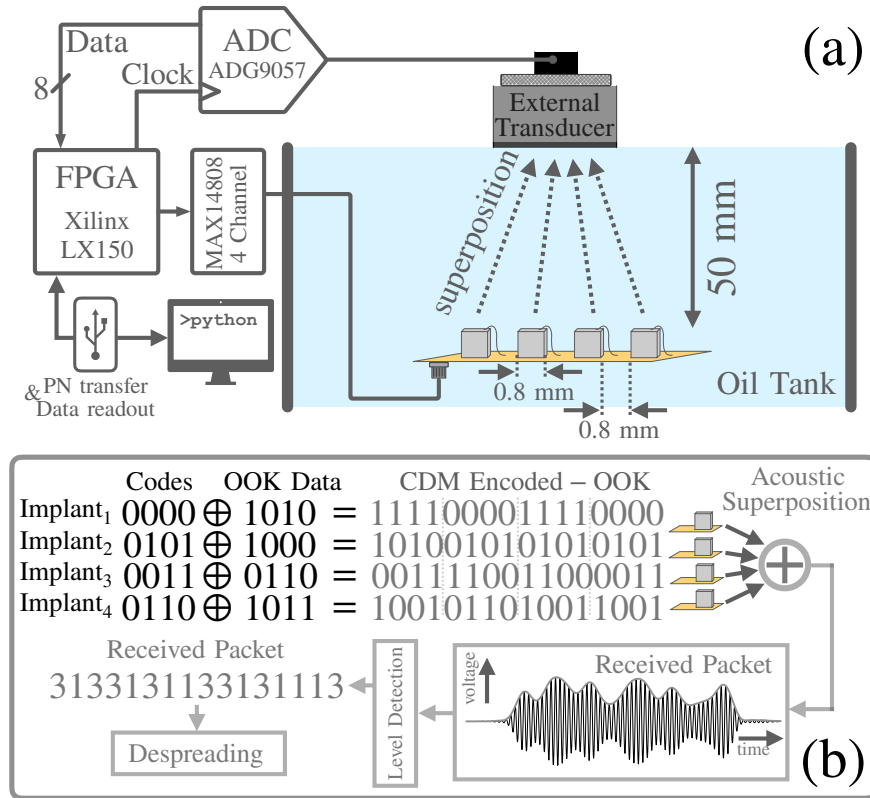 (a)
Data
8
Clock
ADC
ADG9057
FPGA
Xilinx
LX150
MAX14808
4 Channel
>python
&PN transfer
Data readout
External
Transducer
superposition
50 mm
0.8 mm
0.8 mm
Oil Tank
Codes OOK Data CDM Encoded – OOK
Acoustic
Superposition
Implant1 0000 ⊕ 1010 = 1111000011110000
Implant2 0101 ⊕ 1000 = 1010010101010101
Implant3 0011 ⊕ 0110 = 0011110011000011
Implant4 0110 ⊕ 1011 = 1001011010011001
Received Packet
3133131133131113
Despreading
Level Detection
Received Packet
voltage
time
(b)